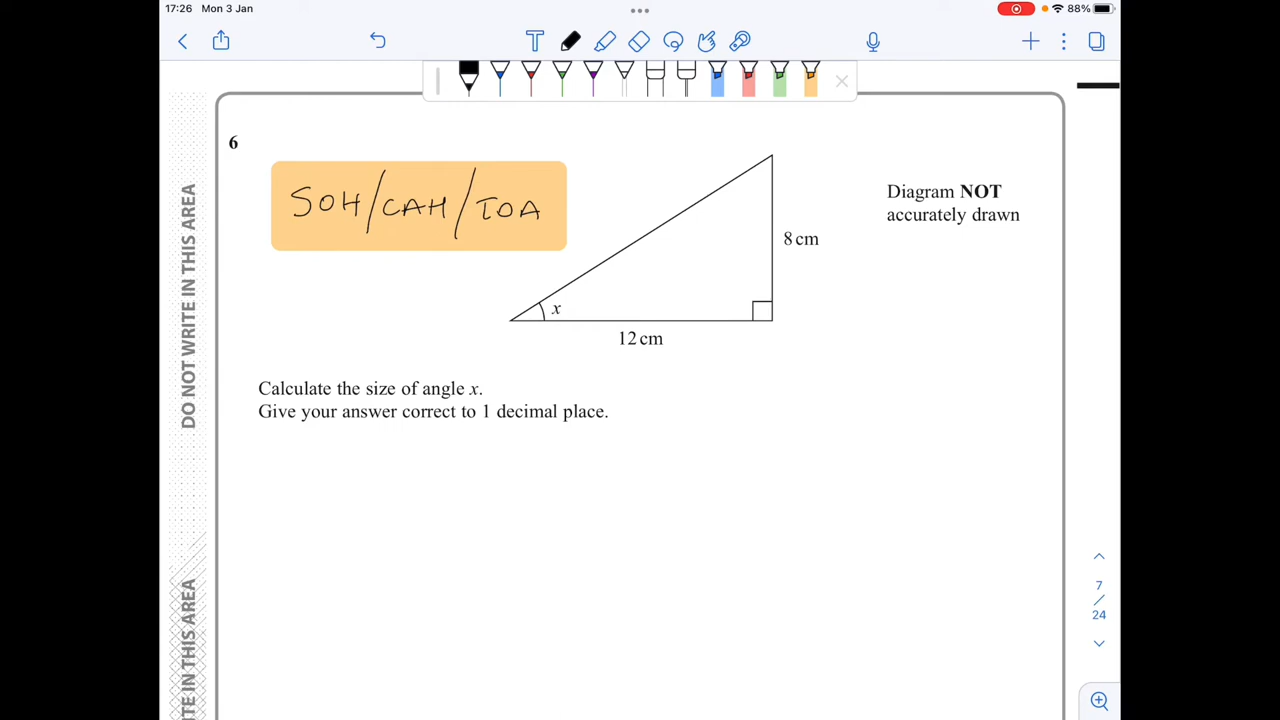 17:26 Mon 3 Jan
88%
T
6
SOH/CAH/TOA
Diagram NOT
accurately drawn
8 cm
x
12 cm
Calculate the size of angle x.
Give your answer correct to 1 decimal place.
DO NOT WRITE IN THIS AREA
ITE IN THIS AREA
7
/
24